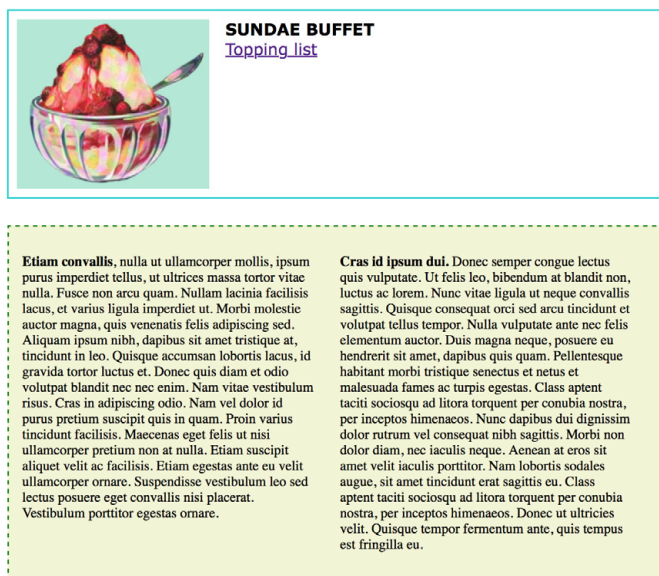 SUNDAE BUFFET
Topping list
Etiam convallis, nulla ut ullamcorper mollis, ipsum
purus imperdiet tellus, ut ultrices massa tortor vitae
nulla. Fusce non arcu quam. Nullam lacinia facilisis
lacus, et varius ligula imperdiet ut. Morbi molestie
auctor magna, quis venenatis felis adipiscing sed.
Aliquam ipsum nibh, dapibus sit amet tristique at,
tincidunt in leo. Quisque accumsan lobortis lacus, id
gravida tortor luctus et. Donec quis diam et odio
volutpat blandit nec nec enim. Nam vitae vestibulum
risus. Cras in adipiscing odio. Nam vel dolor id
purus pretium suscipit quis in quam. Proin varius
tincidunt facilisis. Maecenas eget felis ut nisi
ullamcorper pretium non at nulla. Etiam suscipit
aliquet velit ac facilisis. Etiam egestas ante eu velit
ullamcorper ornare. Suspendisse vestibulum leo sed
lectus posuere eget convallis nisi placerat.
Vestibulum porttitor egestas ornare.
Cras id ipsum dui. Donec semper congue lectus
quis vulputate. Ut felis leo, bibendum at blandit non,
luctus ac lorem. Nunc vitae ligula ut neque convallis
sagittis. Quisque consequat orci sed arcu tincidunt et
volutpat tellus tempor. Nulla vulputate ante nec felis
elementum auctor. Duis magna neque, posuere eu
hendrerit sit amet, dapibus quis quam. Pellentesque
habitant morbi tristique senectus et netus et
malesuada fames ac turpis egestas. Class aptent
taciti sociosqu ad litora torquent per conubia nostra,
per inceptos himenaeos. Nunc dapibus dui dignissim
dolor rutrum vel consequat nibh sagittis. Morbi non
dolor diam, nec iaculis neque. Aenean at eros sit
amet velit iaculis porttitor. Nam lobortis sodales
augue, sit amet tincidunt erat sagittis eu. Class
aptent taciti sociosqu ad litora torquent per conubia
nostra, per inceptos himenaeos. Donec ut ultricies
velit. Quisque tempor fermentum ante, quis tempus
est fringilla eu.